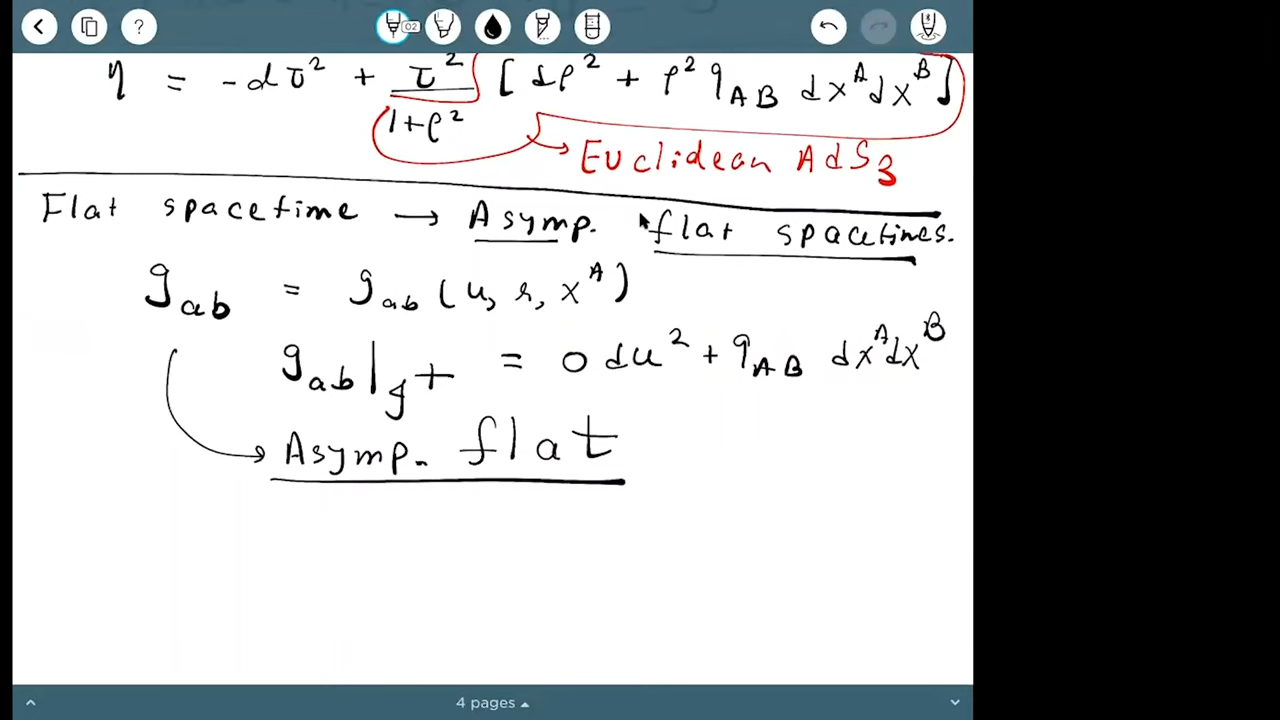 η = -dτ² + τ²/(1+ρ²) [dρ² + ρ² q_AB dx^A dx^B]
Euclidean AdS₃
Flat spacetime → Asymp. flat spacetimes.
g_ab = g_ab (u, r, x^A)
g_ab|_𝓘+ = 0 du² + q_AB dx^A dx^B
→ Asymp. flat
4 pages